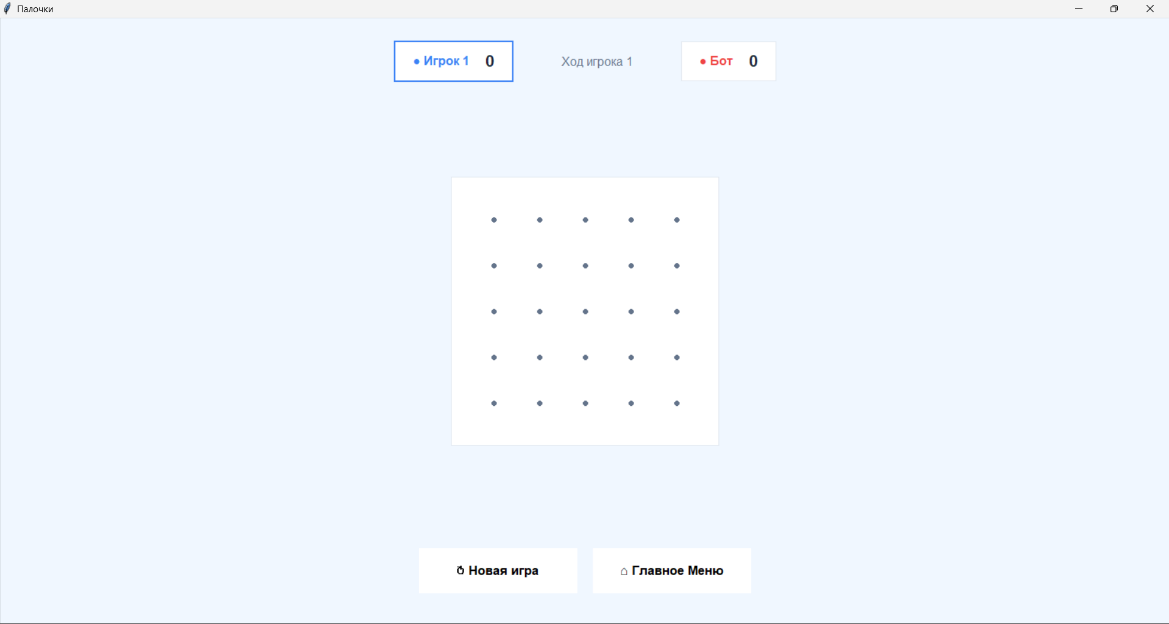 Палочки
● Игрок 1 0
Ход игрока 1
● Бот 0
Новая игра
⌂ Главное Меню